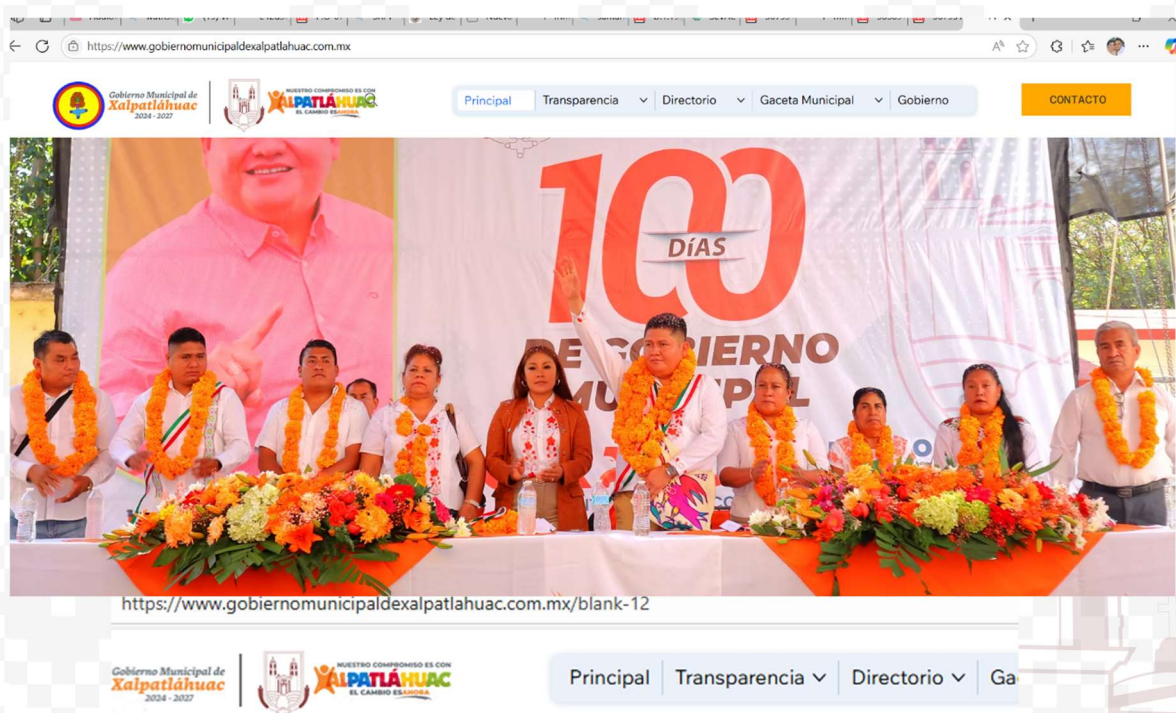 https://www.gobiernomunicipaldexalpatlahuac.com.mx
Gobierno Municipal de
Xalpatláhuac
2024 - 2027
NUESTRO COMPROMISO ES CON
XALPATLÁHUAC
EL CAMBIO ES AHORA
Principal
Transparencia
Directorio
Gaceta Municipal
Gobierno
CONTACTO
100
DÍAS
DE GOBIERNO
https://www.gobiernomunicipaldexalpatlahuac.com.mx/blank-12
Gobierno Municipal de
Xalpatláhuac
2024 - 2027
NUESTRO COMPROMISO ES CON
XALPATLÁHUAC
EL CAMBIO ES AHORA
Principal
Transparencia
Directorio
Ga